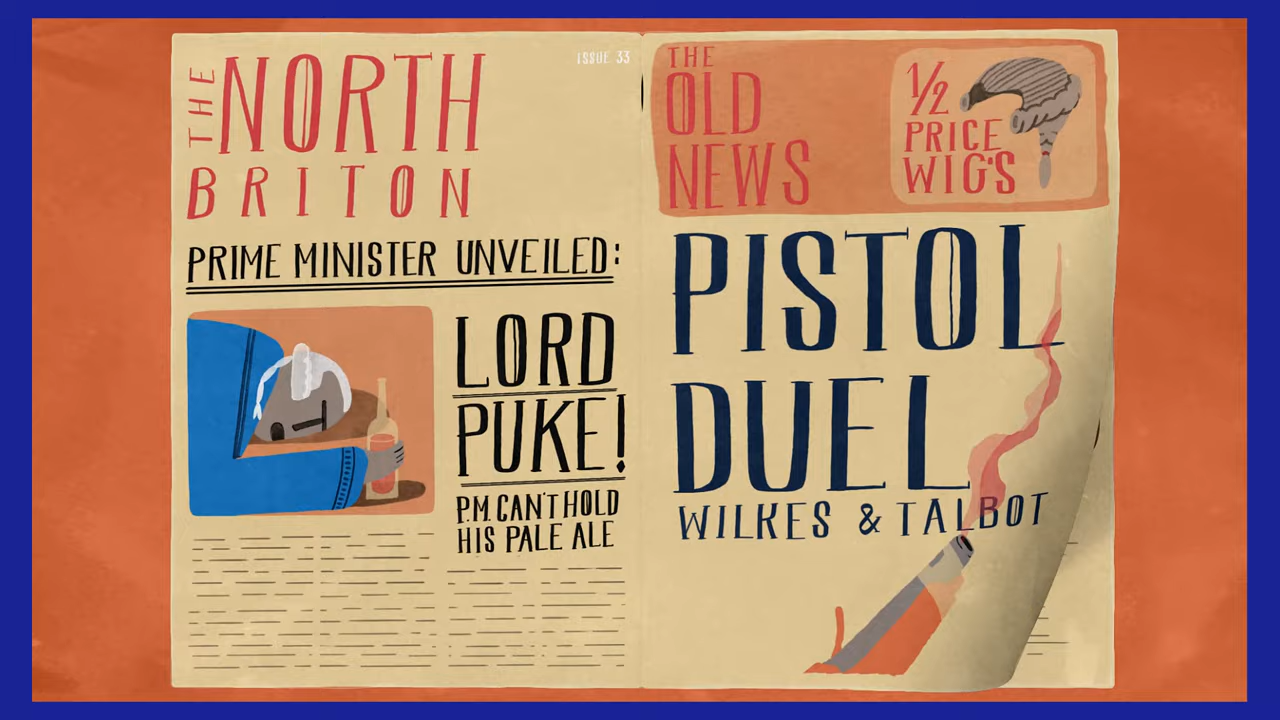 THE NORTH
BRITON
ISSUE 33
PRIME MINISTER UNVEILED:
LORD
PUKE!
P.M. CAN'T HOLD
HIS PALE ALE
THE
OLD
NEWS
1/2
PRICE
WIG'S
PISTOL
DUEL
WILKES & TALBOT